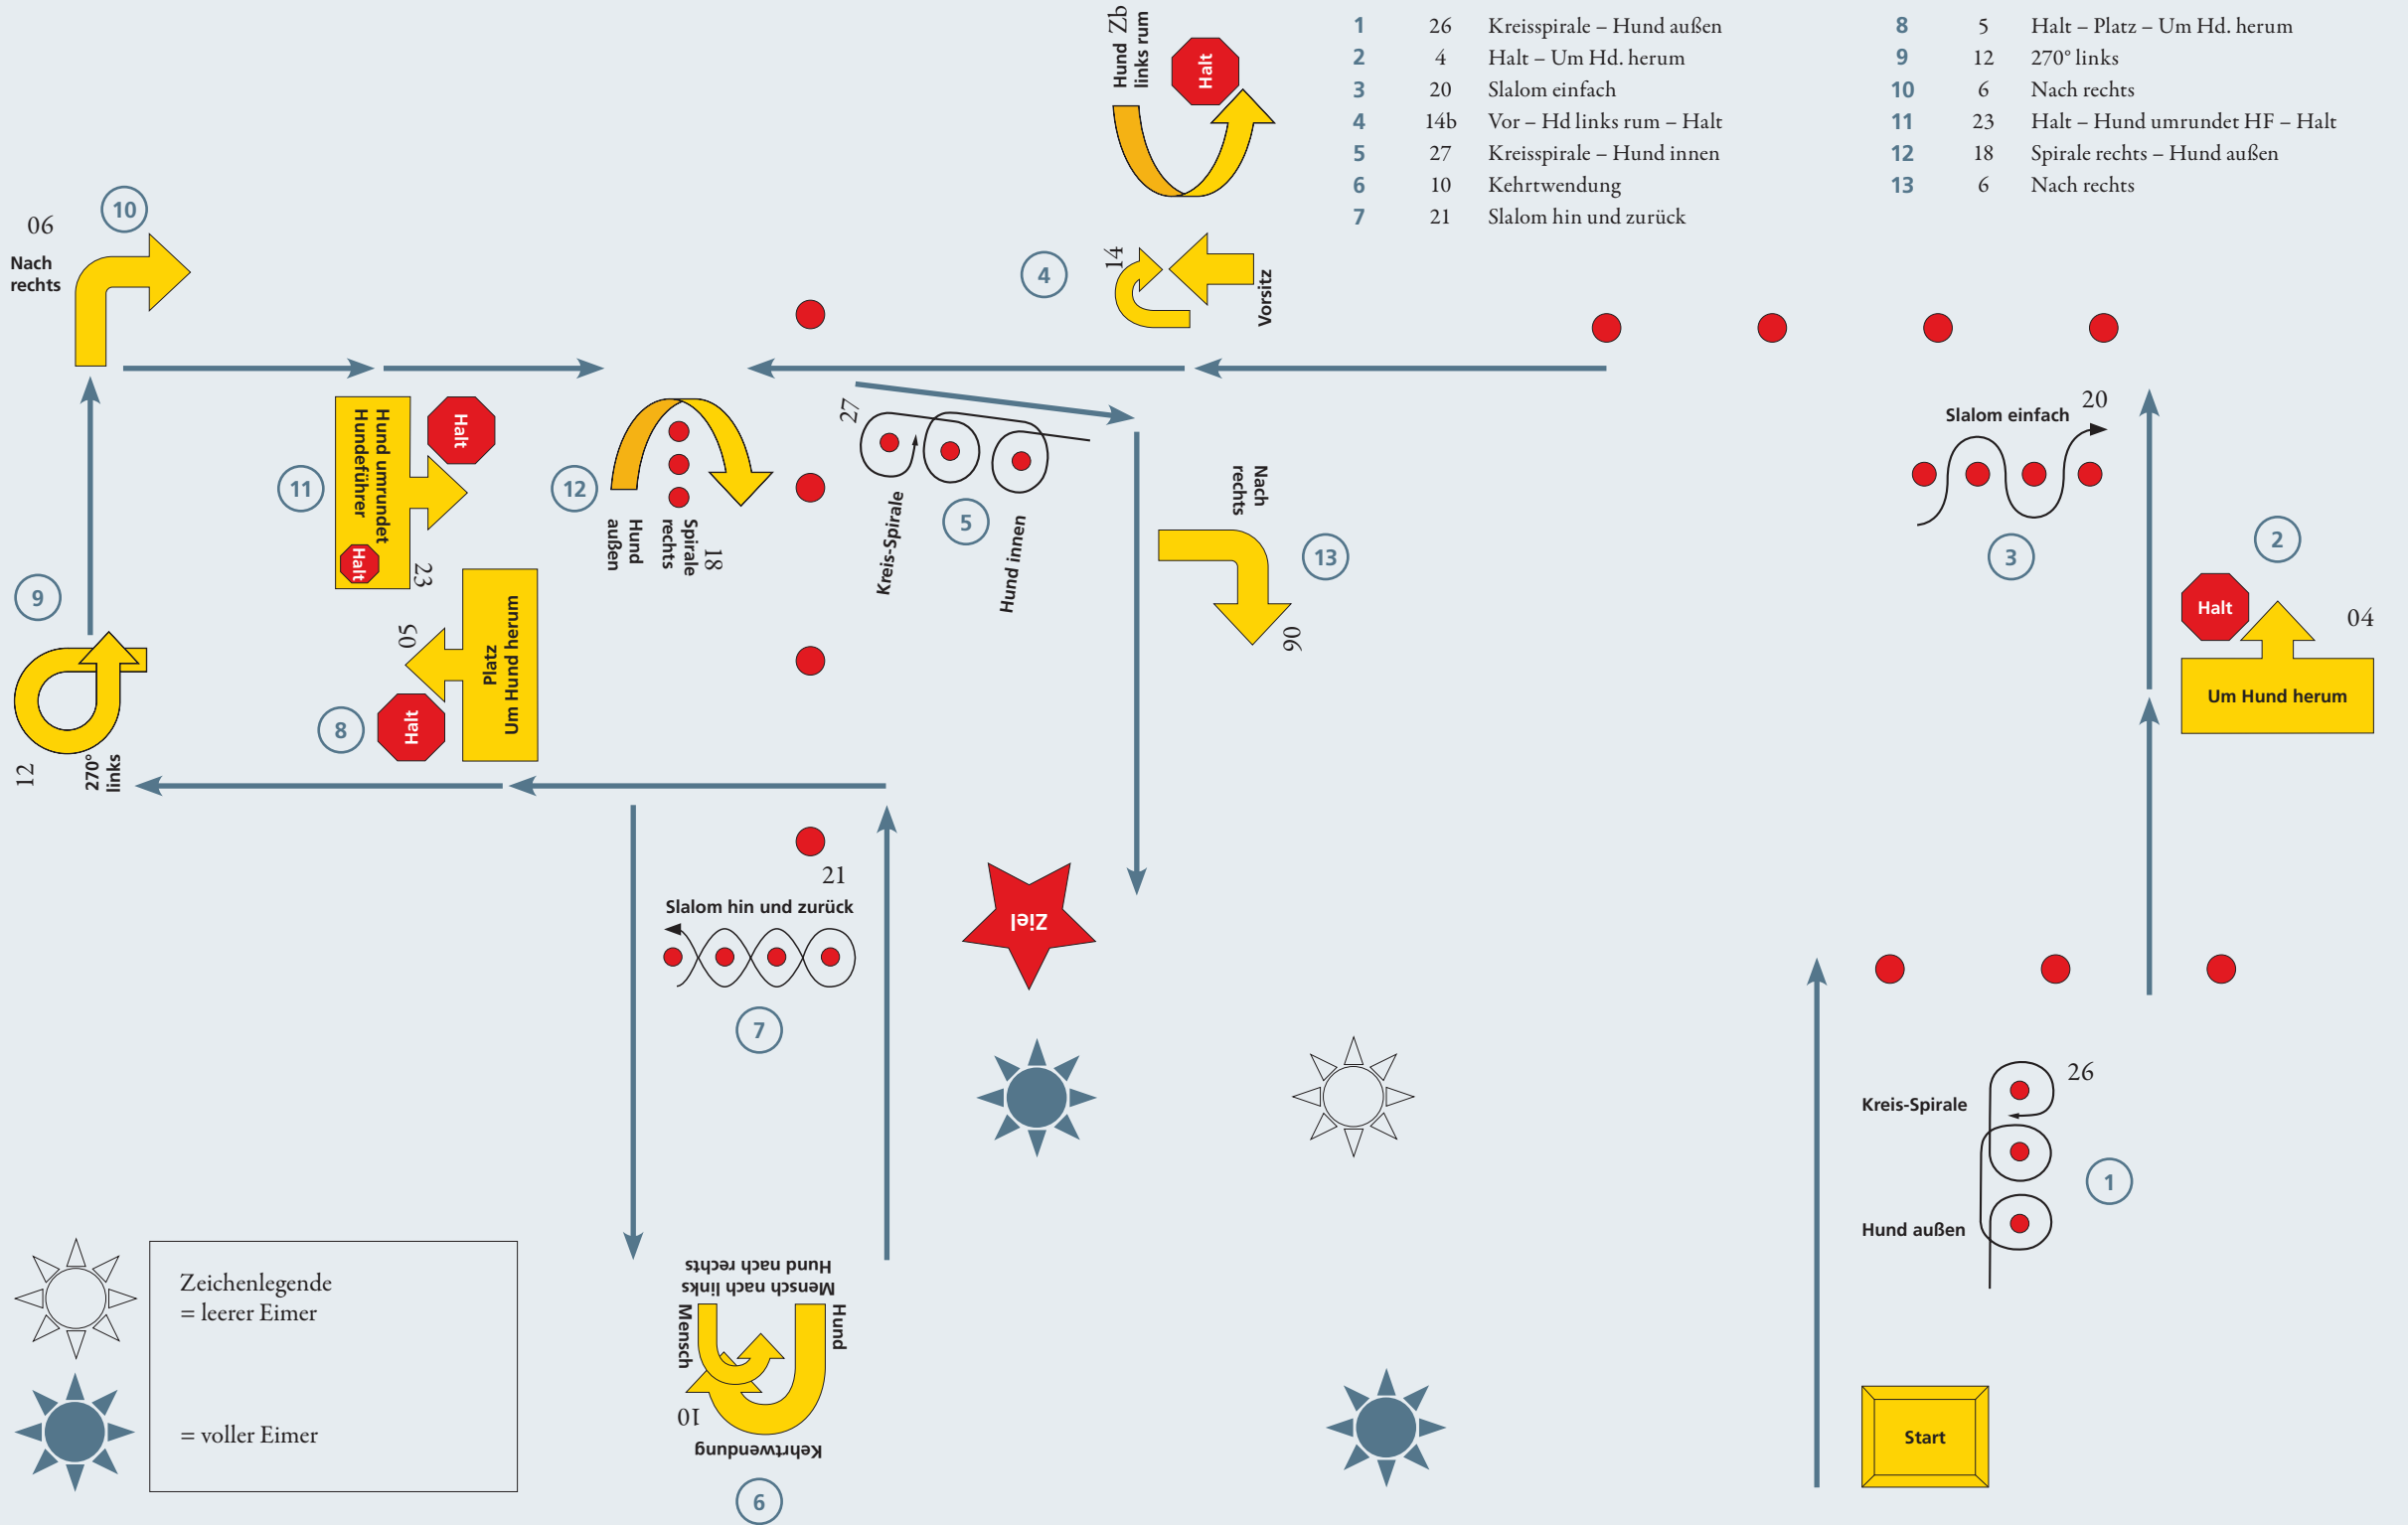 1 26 Kreisspirale – Hund außen
2 4 Halt – Um Hd. herum
3 20 Slalom einfach
4 14b Vor – Hd links rum – Halt
5 27 Kreisspirale – Hund innen
6 10 Kehrtwendung
7 21 Slalom hin und zurück
8 5 Halt – Platz – Um Hd. herum
9 12 270° links
10 6 Nach rechts
11 23 Halt – Hund umrundet HF – Halt
12 18 Spirale rechts – Hund außen
13 6 Nach rechts
Zb
Hund
links rum
Halt
14
Vorsitz
4
06
10
Nach
rechts
11
Hund umrundet
Hundeführer
Halt
Halt
23
12
Spirale
rechts
Hund
außen
18
27
Kreis-Spirale
5
Hund innen
Nach
rechts
06
13
Slalom einfach
20
3
2
Halt
04
Um Hund herum
9
12
270°
links
05
8
Halt
Platz
Um Hund herum
21
Slalom hin und zurück
7
Ziel
26
Kreis-Spirale
1
Hund außen
Start
Mensch nach links
Hund nach rechts
Mensch
Hund
10
Kehrtwendung
6
Zeichenlegende
= leerer Eimer
= voller Eimer